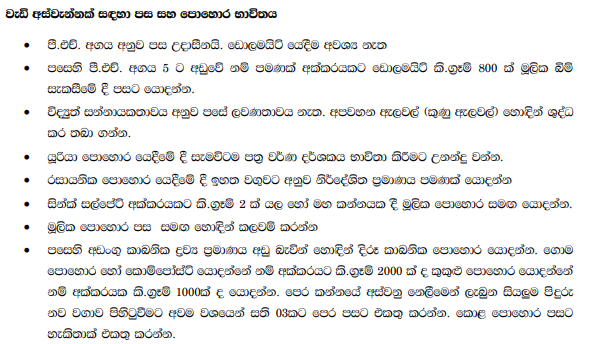 වැඩි අස්වැන්නක් සඳහා පස සහ පොහොර භාවිතය
• පී.එච්. අගය අනුව පස උදාසීනයි. ඩොලමයිට් යෙදීම අවශ්‍ය නැත
• පසෙහි පී.එච්. අගය 5 ට අඩුවේ නම් පමණක් අක්කරයකට ඩොලමයිට් කි.ග්‍රෑම් 800 ක් මූලික බිම්
සැකසීමේ දී පසට යොදන්න.
• විද්‍යුත් සන්නායකතාවය අනුව පසේ ලවණතාවය නැත. අපවහන ඇලවල් (කුණු ඇලවල්) හොඳින් ශුද්ධ
කර තබා ගන්න.
• යූරියා පොහොර යෙදීමේ දී සැමවිටම පත්‍ර වර්ණ දර්ශකය භාවිතා කිරීමට උනන්දු වන්න.
• රසායනික පොහොර යෙදීමේ දී ඉහත වගුවට අනුව නිර්දේශිත ප්‍රමාණය පමණක් යොදන්න
• සින්ක් සල්පේට් අක්කරයකට කි.ග්‍රෑම් 2 ක් යල හෝ මහ කන්නයක දී මූලික පොහොර සමඟ යොදන්න.
• මූලික පොහොර පස සමඟ හොඳින් කලවම් කරන්න
• පසෙහි අඩංගු කාබනික ද්‍රව්‍ය ප්‍රමාණය අඩු බැවින් හොඳින් දිරූ කාබනික පොහොර යොදන්න. ගොම
පොහොර හෝ කොම්පෝස්ට් යොදන්නේ නම් අක්කරයට කි.ග්‍රෑම් 2000 ක් ද කුකුළු පොහොර යොදන්නේ
නම් අක්කරයක කි.ග්‍රෑම් 1000ක් ද යොදන්න. පෙර කන්නයේ අස්වනු නෙලීමෙන් ලැබුන සියලුම පිදුරු
නව වගාව පිහිටුවීමට අවම වශයෙන් සති 03කට පෙර පසට එකතු කරන්න. කොළ පොහොර පසට
හැකිතාක් එකතු කරන්න.